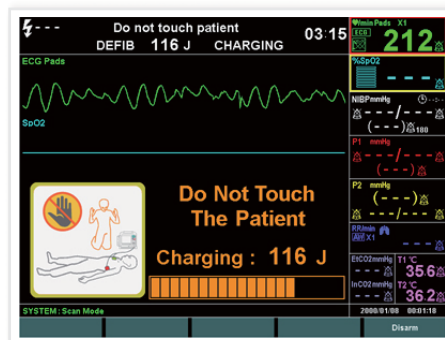 Do not touch patient
DEFIB 116 J CHARGING
03:15
♥/min Pads X1
ECG
212
ECG Pads
%SpO2
- - -
SpO2
NIBP mmHg
--:--
- - -/- - -
(- - -) 180
P1 mmHg
- - -/- - -
(- - -)
P2 mmHg
(- - -)
- - -/- - -
RR/min
X1
- - -
Do Not Touch
The Patient
Charging : 116 J
EtCO2 mmHg T1 °C
- - - 35.6
InCO2 mmHg T2 °C
- - - 36.2
SYSTEM : Scan Mode
2000/01/08 00:01:18
Disarm